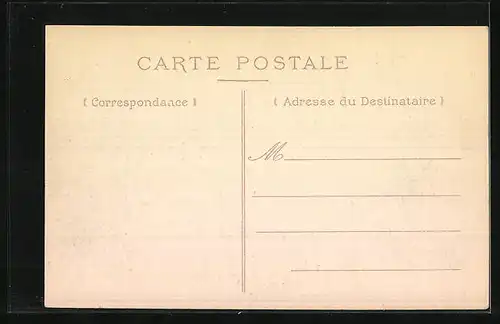 CARTE POSTALE
( Correspondance )
( Adresse du Destinataire )
M